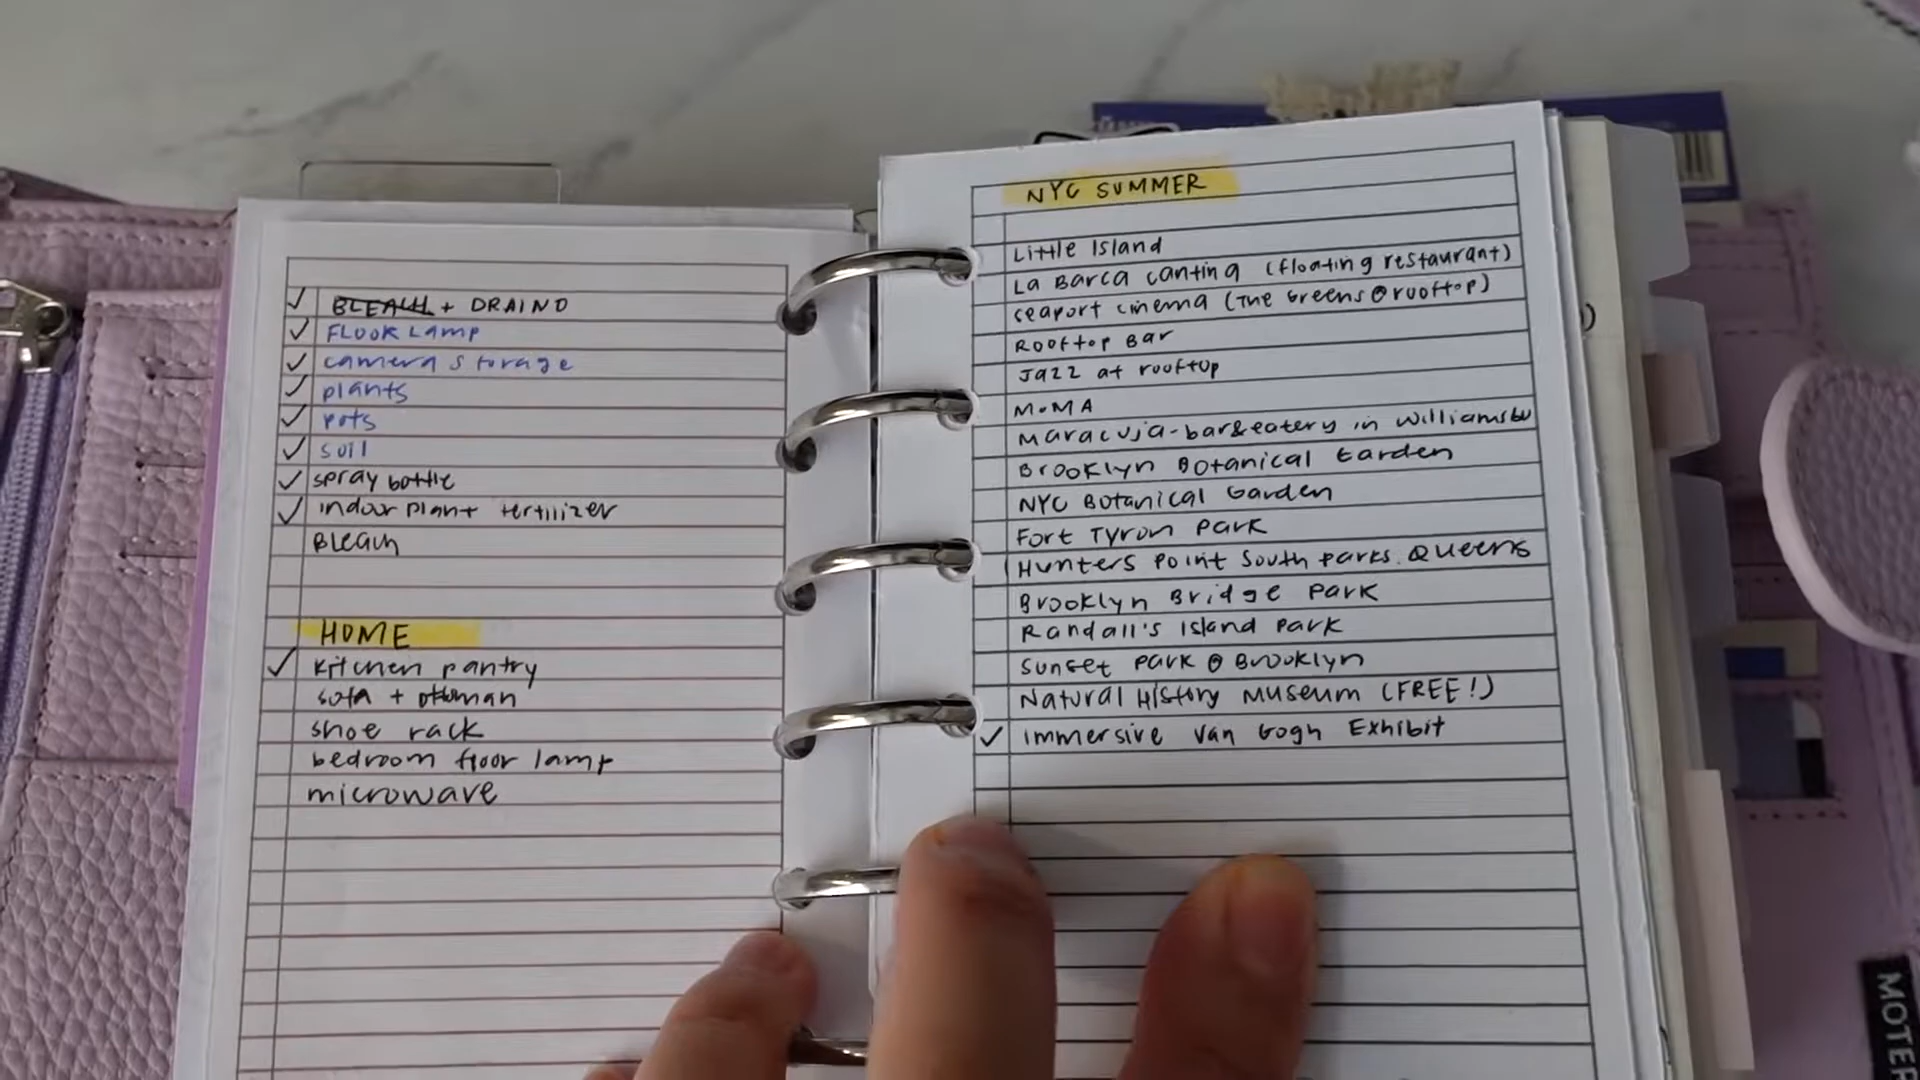 ✓ BLEACH + DRAINO
✓ FLOOR LAMP
✓ camera storage
✓ plants
✓ pots
✓ soil
✓ spray bottle
✓ indoor plant fertilizer
BLeach
HOME
✓ kitchen pantry
sofa + ottoman
shoe rack
bedroom floor lamp
microwave
NYC SUMMER
Little Island
La Barca Cantina (floating restaurant)
seaport cinema (The Greens @ rooftop)
ROOFTOP BAR
Jazz at rooftop
MoMA
Maracuja-bar&eatery in Williamsbu
Brooklyn Botanical Garden
NYC Botanical Garden
Fort Tyron Park
Hunters Point South Parks. Queens
Brooklyn Bridge Park
Randall's Island Park
Sunset Park @ Brooklyn
Natural History Museum (FREE!)
✓ Immersive Van Gogh Exhibit
MOTER